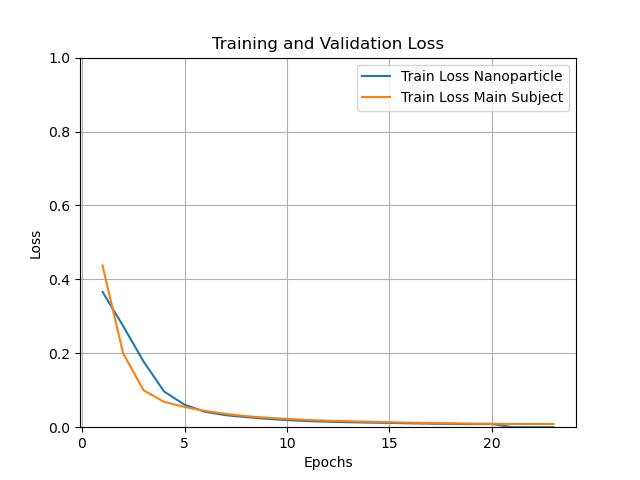 Training and Validation Loss
Train Loss Nanoparticle
Train Loss Main Subject
1.0
0.8
0.6
0.4
0.2
0.0
Loss
0 5 10 15 20
Epochs